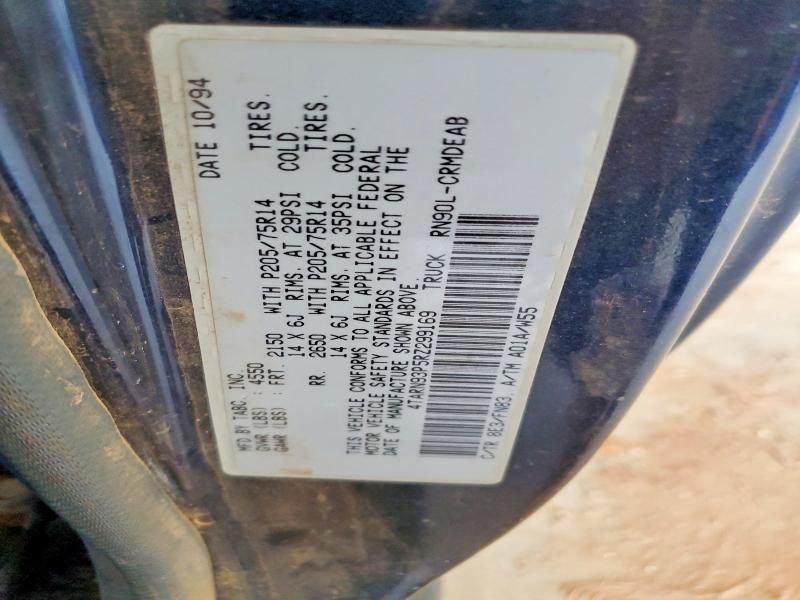 MFD BY TABC, INC. DATE 10/94
GVWR (LBS) : 4550
GAWR (LBS) : FRT. 2150 WITH P205/75R14 TIRES.
14 X 6J RIMS. AT 29PSI COLD.
RR. 2650 WITH P205/75R14 TIRES.
14 X 6J RIMS. AT 35PSI COLD.
THIS VEHICLE CONFORMS TO ALL APPLICABLE FEDERAL
MOTOR VEHICLE SAFETY STANDARDS IN EFFECT ON THE
DATE OF MANUFACTURE SHOWN ABOVE.
4TARN93P5RZ299169 TRUCK RN90L-CRMDEAB
C/TR 8E3/FN83, A/TM A01A/W55